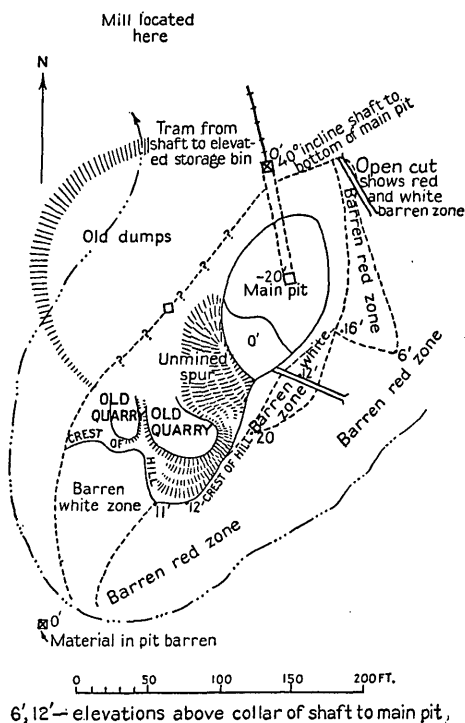 Mill located
here
N
Tram from
shaft to elevat-
ed storage bin
0'
40° incline shaft to
bottom of main pit
Open cut
shows red
and white
barren zone
Old dumps
Barren red zone
-20'
Main pit
0'
16'
6'
Unmined
spur
12'
Barren white
zone
20
Barren red zone
OLD
QUARRY
OLD
QUARRY
CREST OF HILL
12'
CREST OF HILL
11'
Barren
white zone
Barren red zone
0'
Material in pit barren
0 50 100 150 200 FT.
6', 12'— elevations above collar of shaft to main pit,
? ? ? ? ? ?